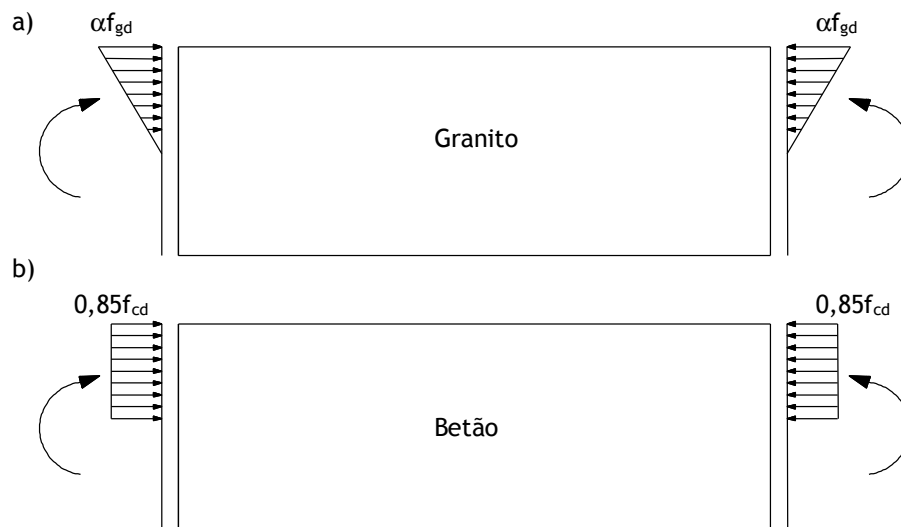 a)
αf_gd αf_gd
Granito
b)
0,85f_cd 0,85f_cd
Betão